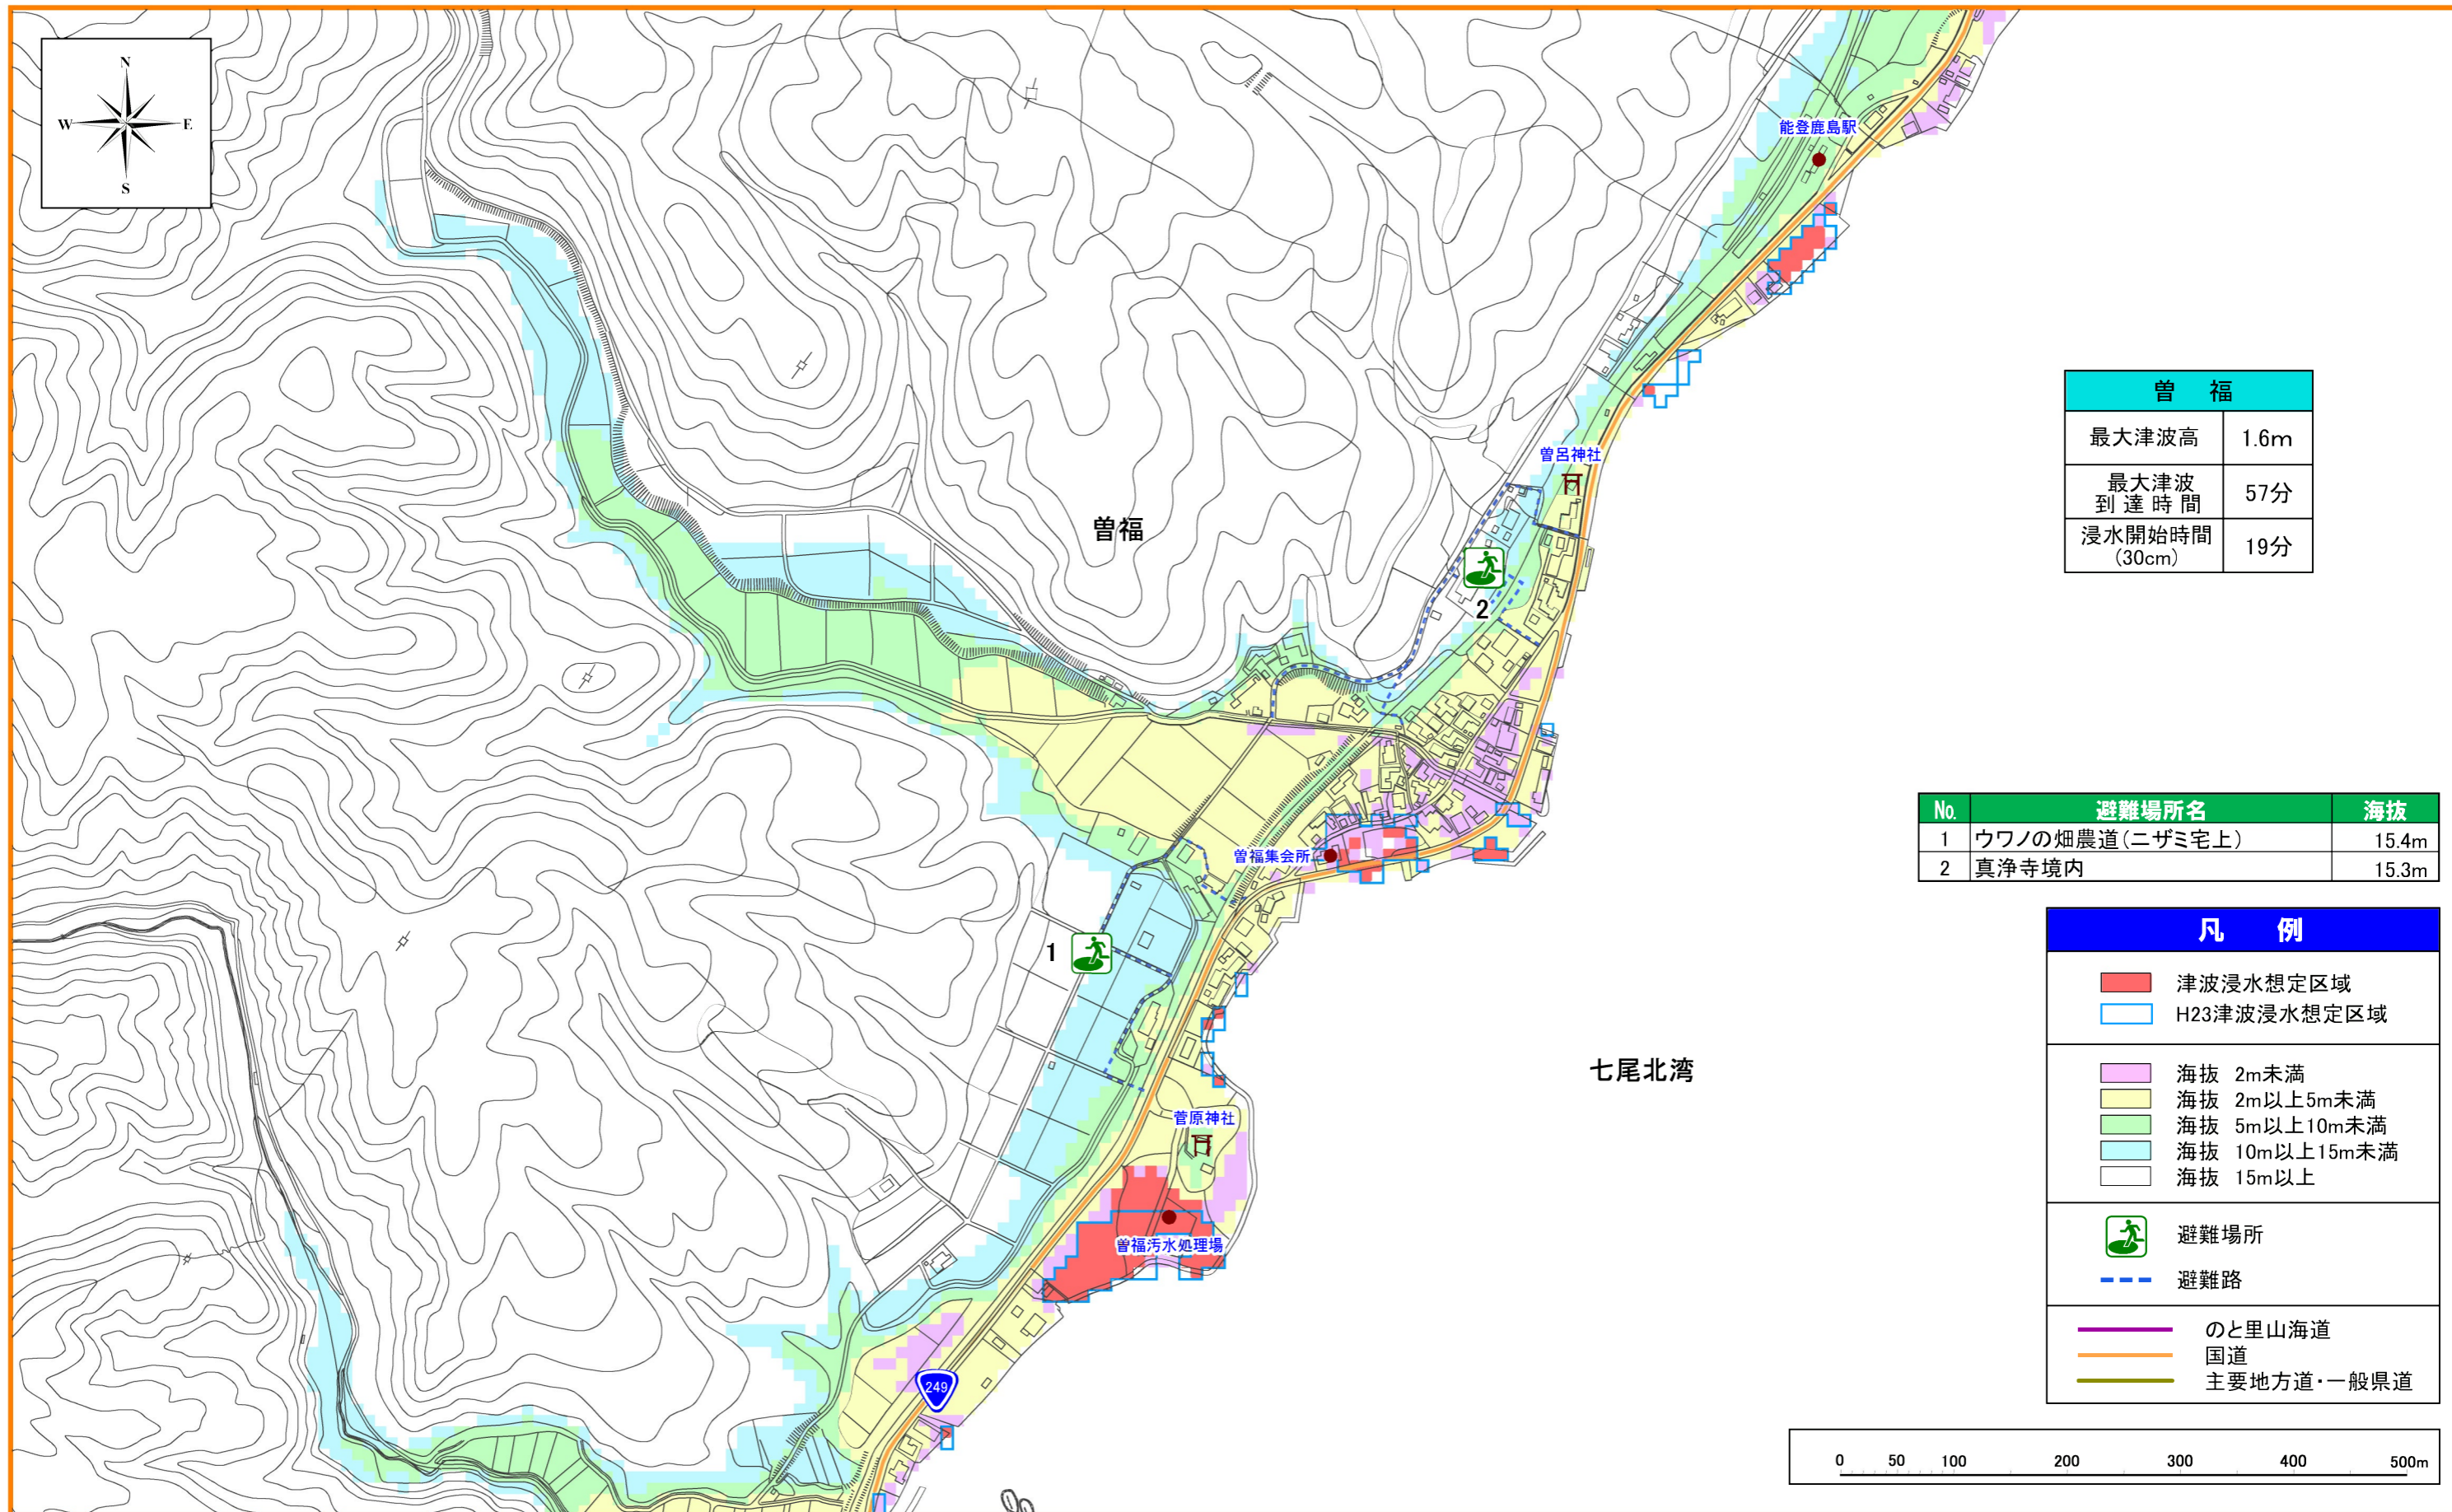 N
W E
S
能登鹿島駅
曽呂神社
曽福
2
曽福集会所
1
七尾北湾
菅原神社
曽福汚水処理場
249
曽 福
最大津波高 1.6m
最大津波
到達時間 57分
浸水開始時間
(30cm) 19分
No. 避難場所名 海抜
1 ウワノの畑農道(ニザミ宅上) 15.4m
2 真浄寺境内 15.3m
凡 例
津波浸水想定区域
H23津波浸水想定区域
海抜 2m未満
海抜 2m以上5m未満
海抜 5m以上10m未満
海抜 10m以上15m未満
海抜 15m以上
避難場所
避難路
のと里山海道
国道
主要地方道・一般県道
0 50 100 200 300 400 500m